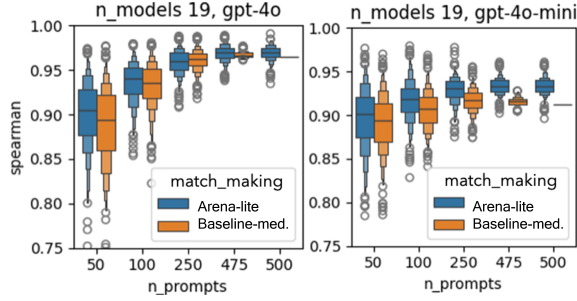 n_models 19, gpt-4o
1.00
0.95
0.90
0.85
0.80
0.75
spearman
50
100
250
475
500
n_prompts
match_making
Arena-lite
Baseline-med.
n_models 19, gpt-4o-mini
1.00
0.95
0.90
0.85
0.80
0.75
50
100
250
475
500
n_prompts
match_making
Arena-lite
Baseline-med.